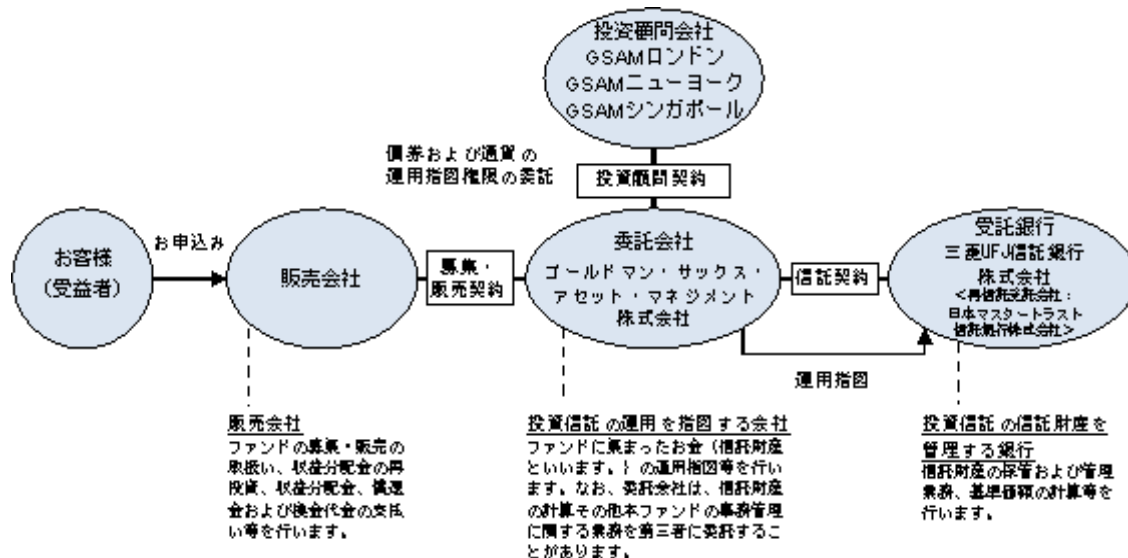 投資顧問会社
GSAMロンドン
GSAMニューヨーク
GSAMシンガポール
債券および通貨の
運用指図権限の委託
投資顧問契約
お客様
(受益者)
お申込み
販売会社
募集・
販売契約
委託会社
ゴールドマン・サックス・
アセット・マネジメント
株式会社
信託契約
受託銀行
三菱UFJ信託銀行
株式会社
<再信託受託会社:
日本マスタートラスト
信託銀行株式会社>
運用指図
販売会社
ファンドの募集・販売の
取扱い、収益分配金の再
投資、収益分配金、償還
金および換金代金の支払
い等を行います。
投資信託の運用を指図する会社
ファンドに集まったお金(信託財産
といいます。)の運用指図等を行い
ます。なお、委託会社は、信託財産
の計算その他本ファンドの事務管理
に関する業務を第三者に委託するこ
とがあります。
投資信託の信託財産を
管理する銀行
信託財産の保管および管理
業務、基準価額の計算等を
行います。